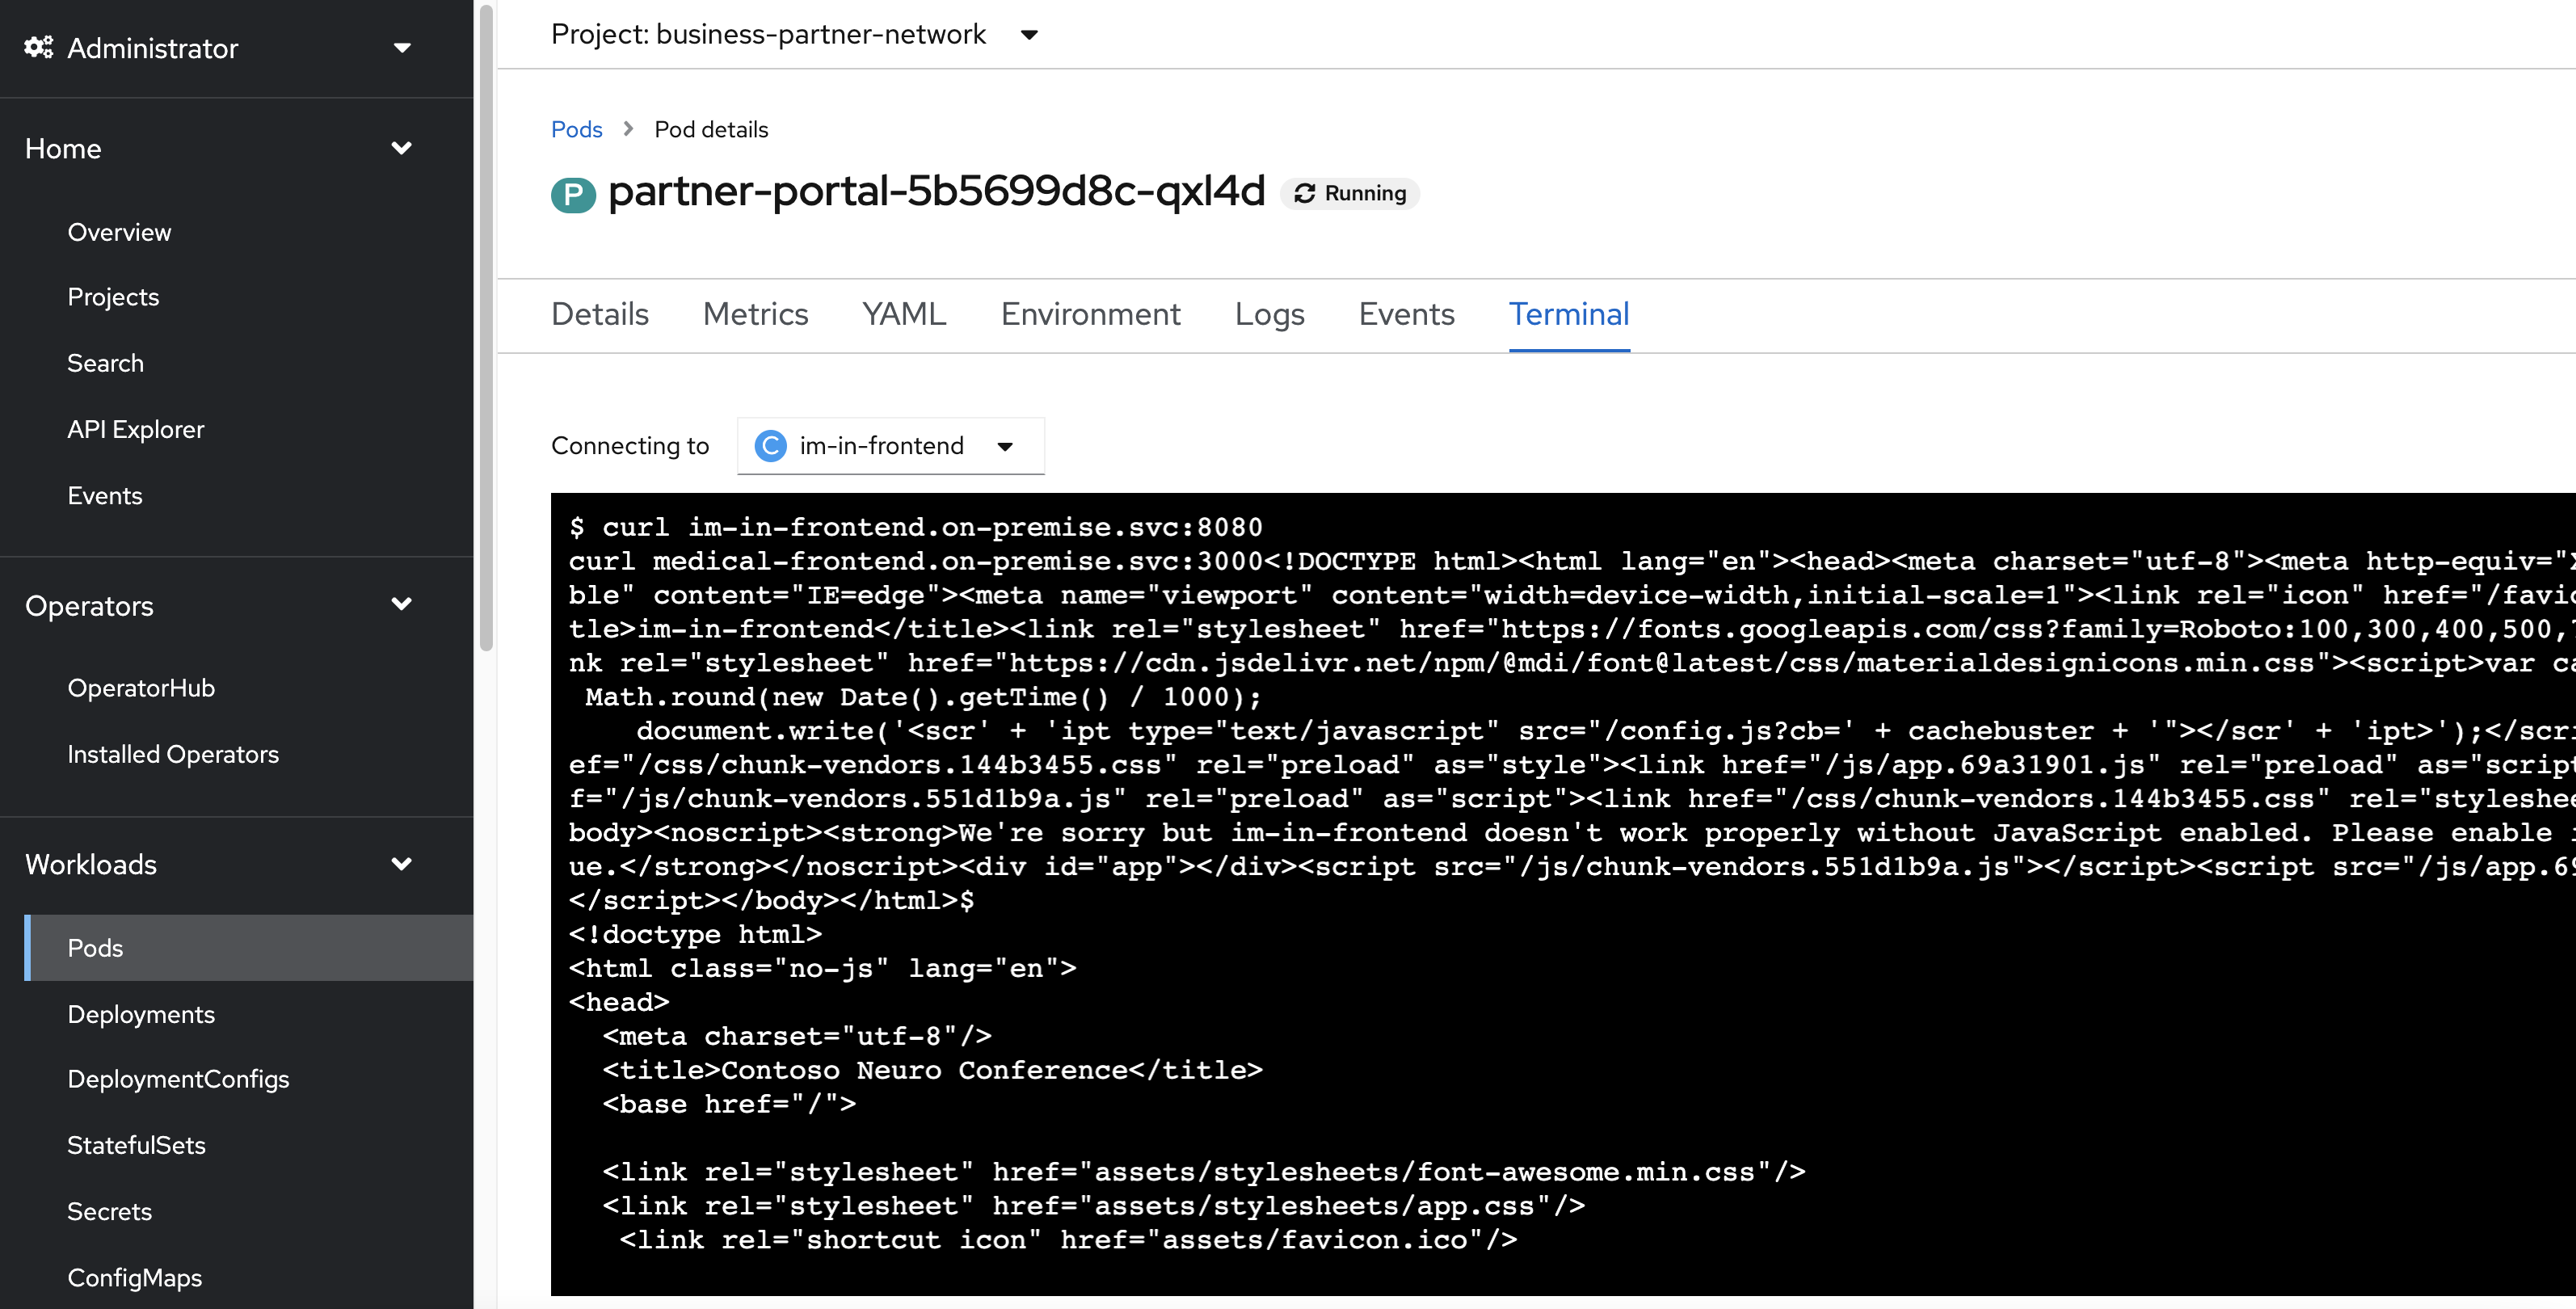 Administrator
Home
Overview
Projects
Search
API Explorer
Events
Operators
OperatorHub
Installed Operators
Workloads
Pods
Deployments
DeploymentConfigs
StatefulSets
Secrets
ConfigMaps
Project: business-partner-network
Pods > Pod details
P partner-portal-5b5699d8c-qxl4d Running
Details Metrics YAML Environment Logs Events Terminal
Connecting to C im-in-frontend
$ curl im-in-frontend.on-premise.svc:8080
curl medical-frontend.on-premise.svc:3000<!DOCTYPE html><html lang="en"><head><meta charset="utf-8"><meta http-equiv="X
ble" content="IE=edge"><meta name="viewport" content="width=device-width,initial-scale=1"><link rel="icon" href="/favic
tle>im-in-frontend</title><link rel="stylesheet" href="https://fonts.googleapis.com/css?family=Roboto:100,300,400,500,
nk rel="stylesheet" href="https://cdn.jsdelivr.net/npm/@mdi/font@latest/css/materialdesignicons.min.css"><script>var ca
Math.round(new Date().getTime() / 1000);
document.write('<scr' + 'ipt type="text/javascript" src="/config.js?cb=' + cachebuster + '"></scr' + 'ipt>');</scri
ef="/css/chunk-vendors.144b3455.css" rel="preload" as="style"><link href="/js/app.69a31901.js" rel="preload" as="script
f="/js/chunk-vendors.551d1b9a.js" rel="preload" as="script"><link href="/css/chunk-vendors.144b3455.css" rel="styleshee
body><noscript><strong>We're sorry but im-in-frontend doesn't work properly without JavaScript enabled. Please enable
ue.</strong></noscript><div id="app"></div><script src="/js/chunk-vendors.551d1b9a.js"></script><script src="/js/app.69
</script></body></html>$
<!doctype html>
<html class="no-js" lang="en">
<head>
<meta charset="utf-8"/>
<title>Contoso Neuro Conference</title>
<base href="/">
<link rel="stylesheet" href="assets/stylesheets/font-awesome.min.css"/>
<link rel="stylesheet" href="assets/stylesheets/app.css"/>
<link rel="shortcut icon" href="assets/favicon.ico"/>